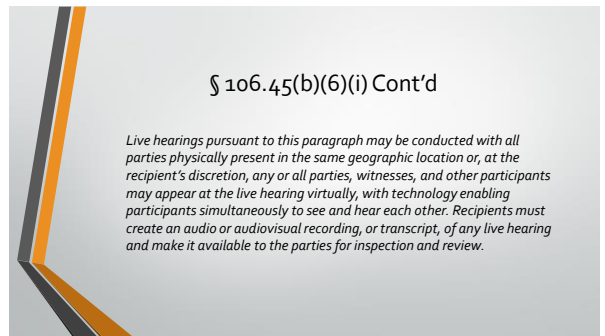 § 106.45(b)(6)(i) Cont’d
Live hearings pursuant to this paragraph may be conducted with all
parties physically present in the same geographic location or, at the
recipient’s discretion, any or all parties, witnesses, and other participants
may appear at the live hearing virtually, with technology enabling
participants simultaneously to see and hear each other. Recipients must
create an audio or audiovisual recording, or transcript, of any live hearing
and make it available to the parties for inspection and review.